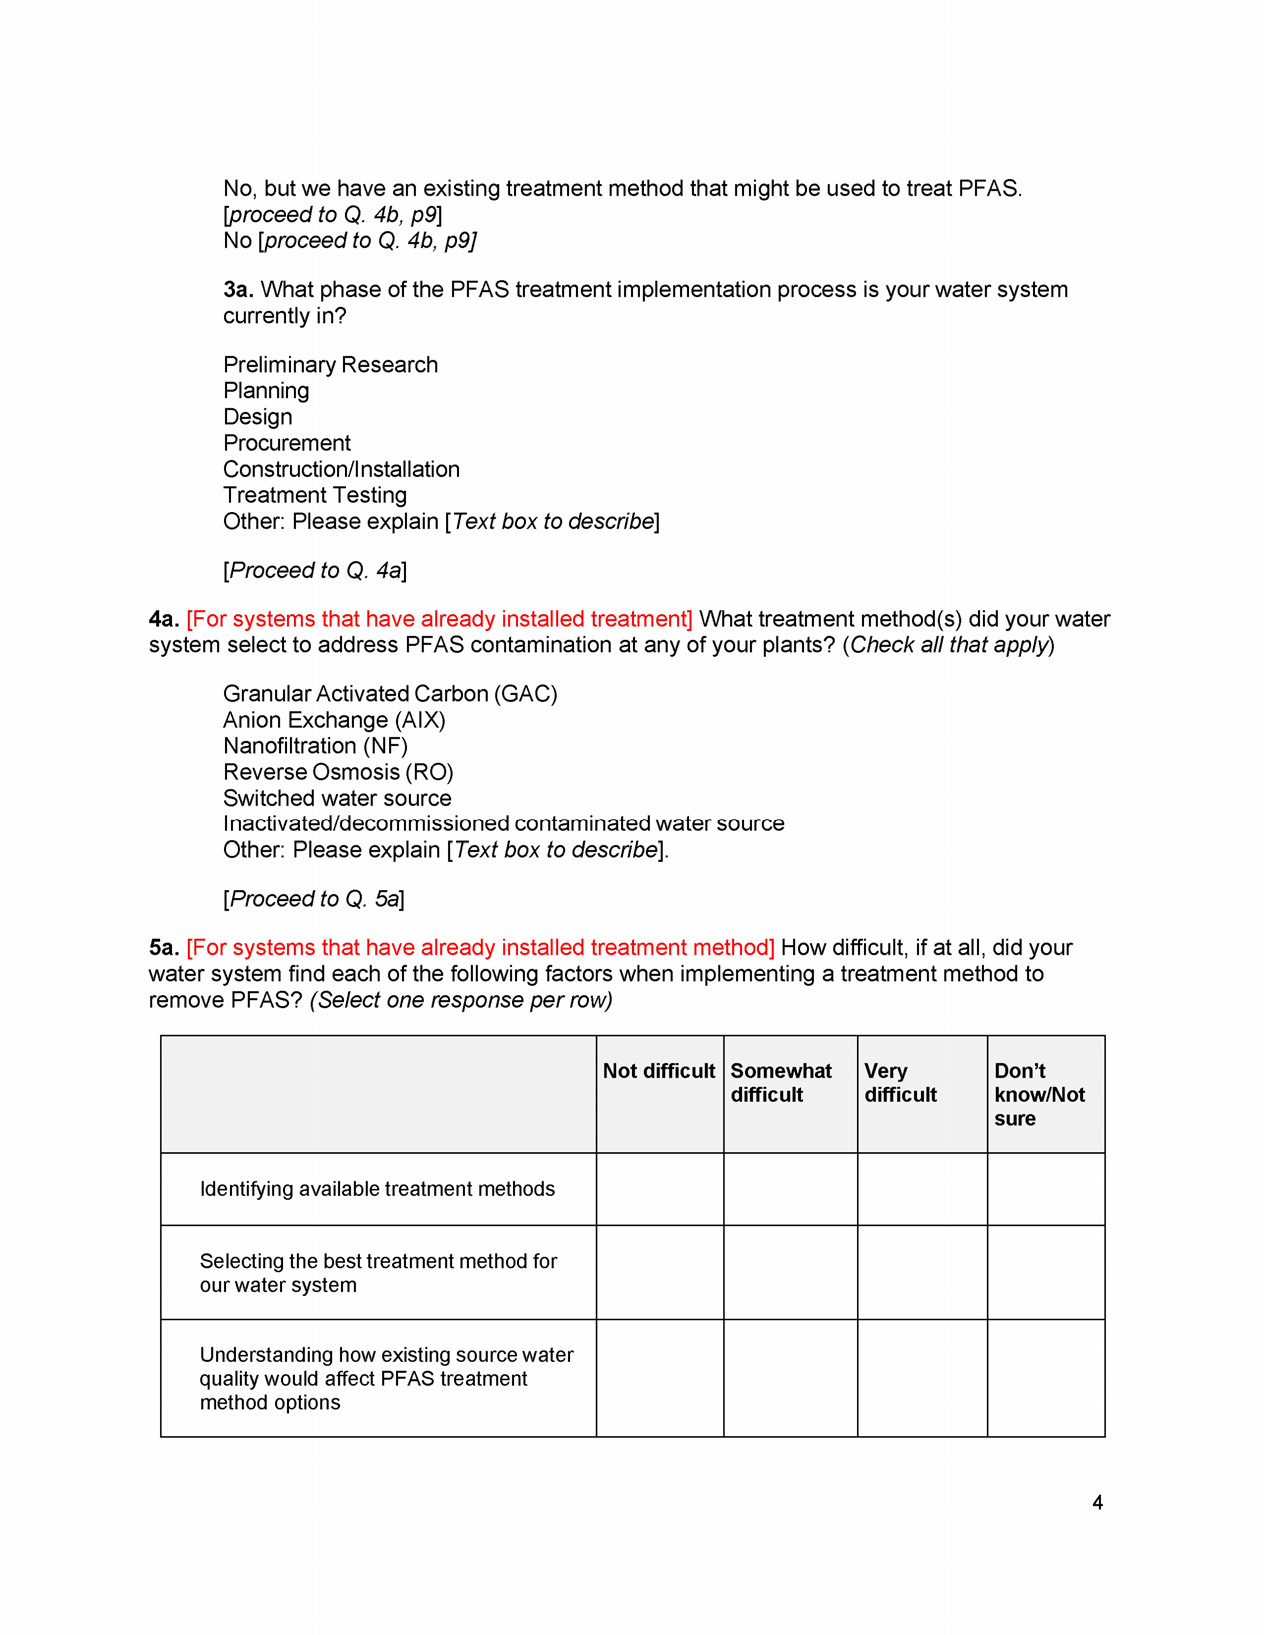 No, but we have an existing treatment method that might be used to treat PFAS.
[proceed to Q. 4b, p9]
No [proceed to Q. 4b, p9]
3a. What phase of the PFAS treatment implementation process is your water system
currently in?
Preliminary Research
Planning
Design
Procurement
Construction/Installation
Treatment Testing
Other: Please explain [Text box to describe]
[Proceed to Q. 4a]
4a. [For systems that have already installed treatment] What treatment method(s) did your water
system select to address PFAS contamination at any of your plants? (Check all that apply)
Granular Activated Carbon (GAC)
Anion Exchange (AIX)
Nanofiltration (NF)
Reverse Osmosis (RO)
Switched water source
Inactivated/decommissioned contaminated water source
Other: Please explain [Text box to describe].
[Proceed to Q. 5a]
5a. [For systems that have already installed treatment method] How difficult, if at all, did your
water system find each of the following factors when implementing a treatment method to
remove PFAS? (Select one response per row)
Not difficult
Somewhat
difficult
Very
difficult
Don't
know/Not
sure
Identifying available treatment methods
Selecting the best treatment method for
our water system
Understanding how existing source water
quality would affect PFAS treatment
method options
4